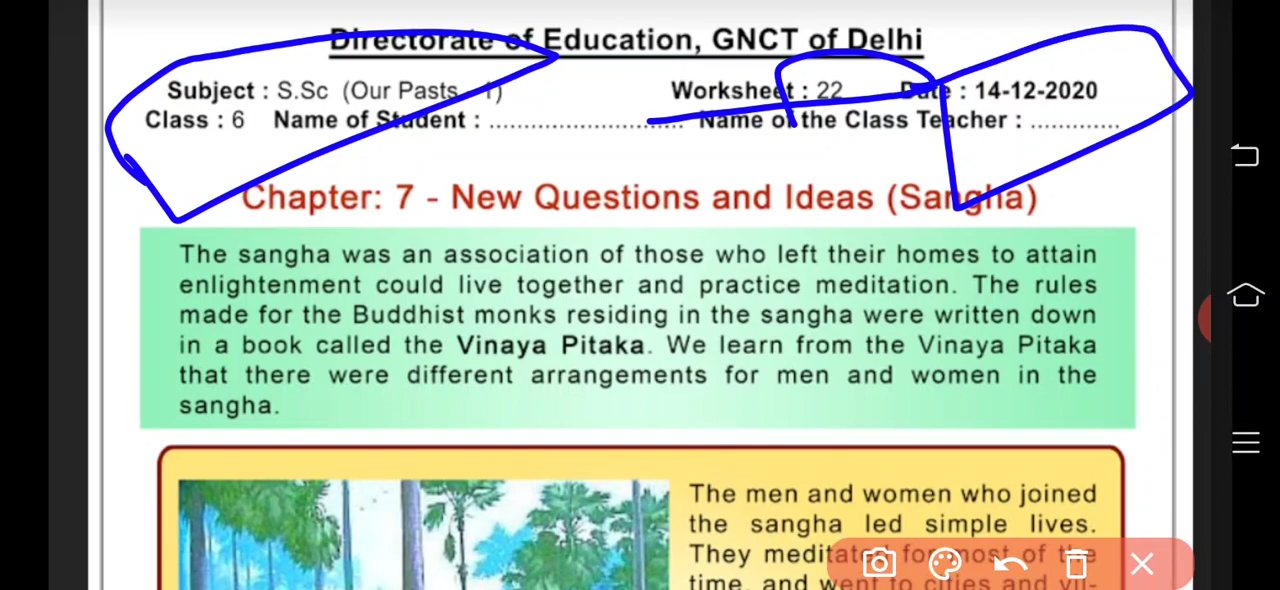 Directorate of Education, GNCT of Delhi
Subject : S.Sc (Our Pasts - 1) Worksheet : 22 Date : 14-12-2020
Class : 6 Name of Student : .......................... Name of the Class Teacher : .............
Chapter: 7 - New Questions and Ideas (Sangha)
The sangha was an association of those who left their homes to attain
enlightenment could live together and practice meditation. The rules
made for the Buddhist monks residing in the sangha were written down
in a book called the Vinaya Pitaka. We learn from the Vinaya Pitaka
that there were different arrangements for men and women in the
sangha.
The men and women who joined
the sangha led simple lives.
They meditated for most of the
time, and went to cities and vil-